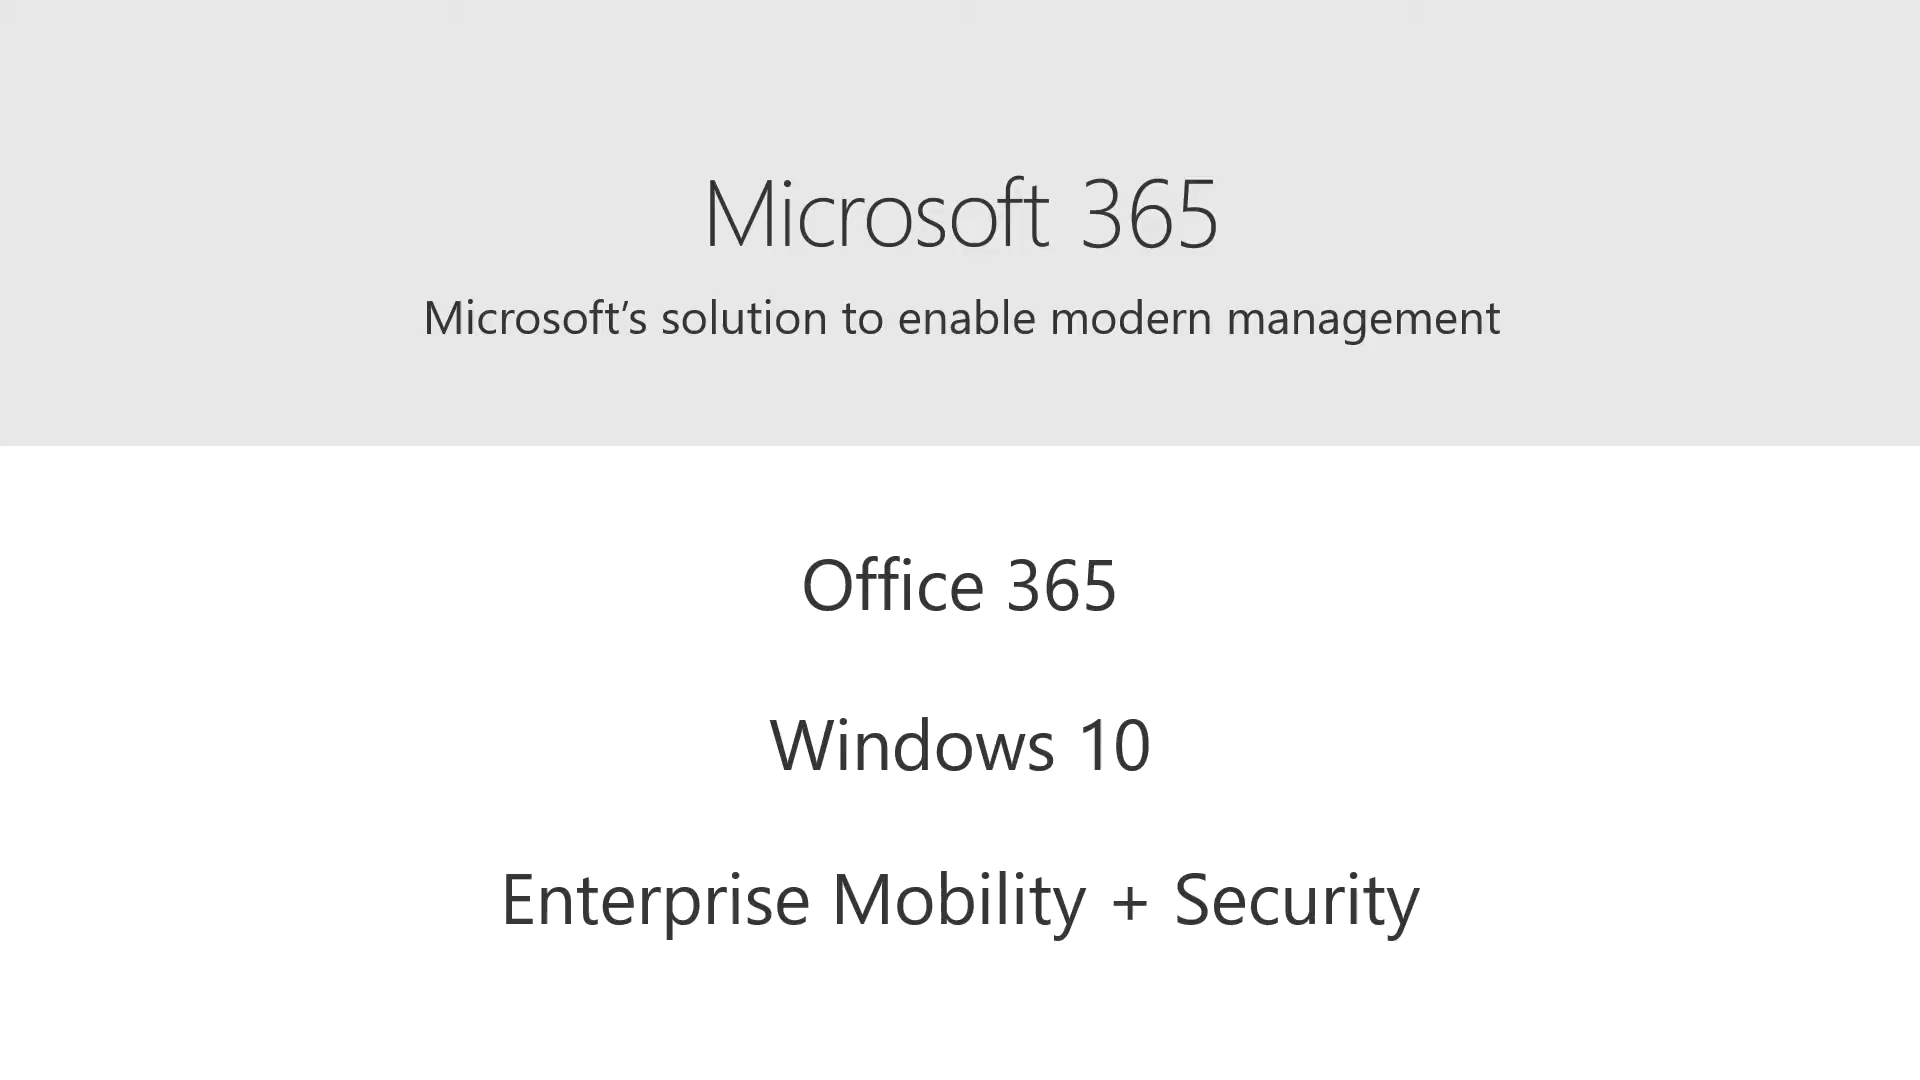 Microsoft 365
Microsoft’s solution to enable modern management
Office 365
Windows 10
Enterprise Mobility + Security